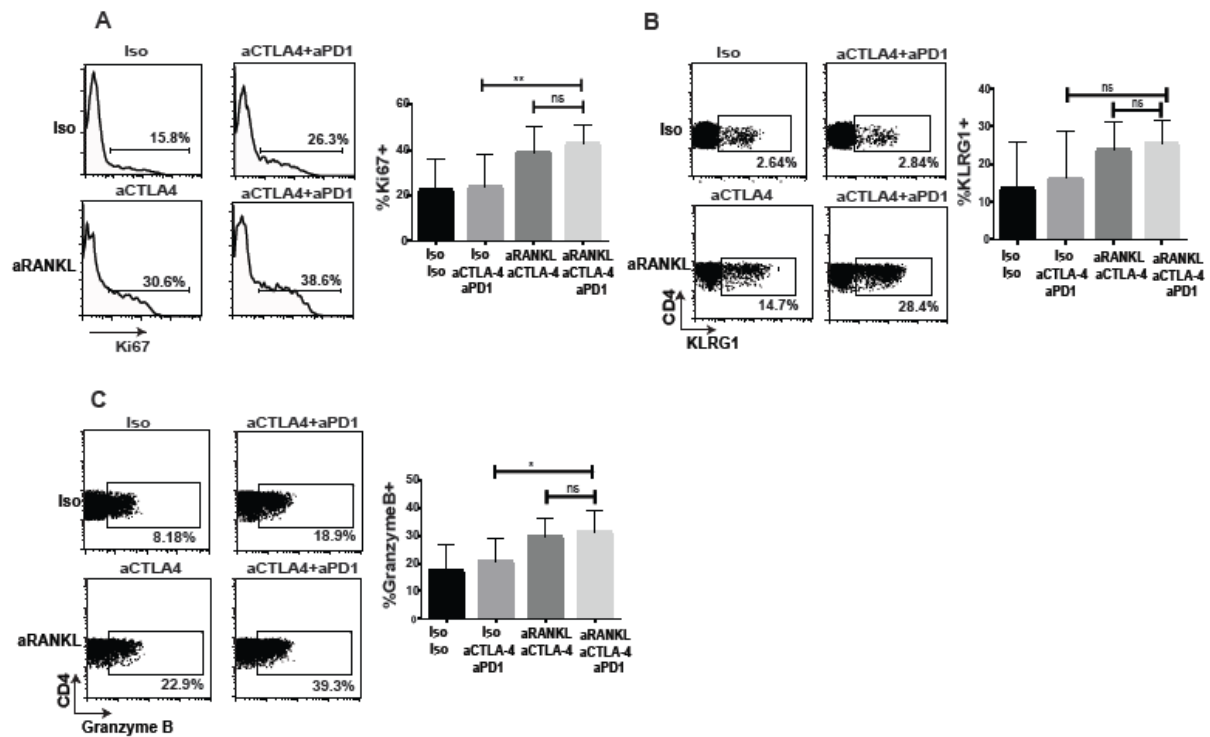 A
Iso
aCTLA4+aPD1
Iso
15.8%
26.3%
aCTLA4
aCTLA4+aPD1
aRANKL
30.6%
38.6%
Ki67
%Ki67+
60
40
20
0
**
ns
Iso
Iso
Iso
aCTLA-4
aPD1
aRANKL
aCTLA-4
aRANKL
aCTLA-4
aPD1
B
Iso
aCTLA4+aPD1
Iso
2.64%
2.84%
aCTLA4
aCTLA4+aPD1
aRANKL
14.7%
28.4%
CD4
KLRG1
%KLRG1+
40
30
20
10
0
ns
ns
Iso
Iso
Iso
aCTLA-4
aPD1
aRANKL
aCTLA-4
aRANKL
aCTLA-4
aPD1
C
Iso
aCTLA4+aPD1
Iso
8.18%
18.9%
aCTLA4
aCTLA4+aPD1
aRANKL
22.9%
39.3%
CD4
Granzyme B
%GranzymeB+
50
40
30
20
10
0
*
ns
Iso
Iso
Iso
aCTLA-4
aPD1
aRANKL
aCTLA-4
aRANKL
aCTLA-4
aPD1